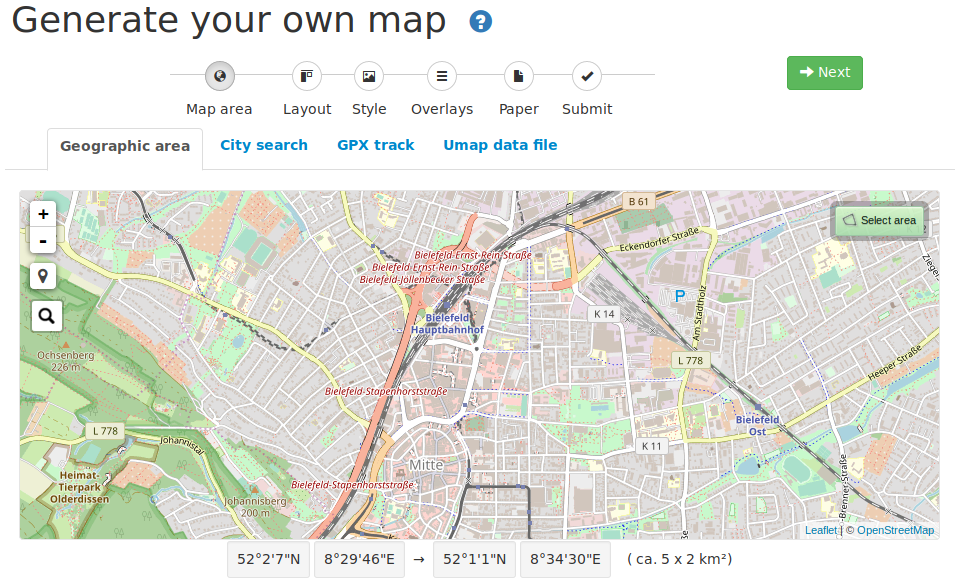 Generate your own map ?
Next
Map area Layout Style Overlays Paper Submit
Geographic area City search GPX track Umap data file
+
-
B 61
Select area
Eckendorfer Straße
Bielefeld-Ernst-Rein-Straße
Bielefeld-Ernst-Rein-Straße
Bielefeld-Jöllenbecker Straße
Ziegel
P
Am Stadtholz
K 14
Bielefeld
Hauptbahnhof
Ochsenberg
226 m
L 778
Heeper Straße
Bielefeld-Stapenhorststraße
Bielefeld
Ost
L 778
Johannistal
K 11
Mitte
Heimat-
Tierpark
Olderdissen
Bielefeld-Stapenhorststraße
Johannisberg
200 m
-Brenner-Straße
Leaflet | © OpenStreetMap
52°2'7"N 8°29'46"E → 52°1'1"N 8°34'30"E ( ca. 5 x 2 km²)